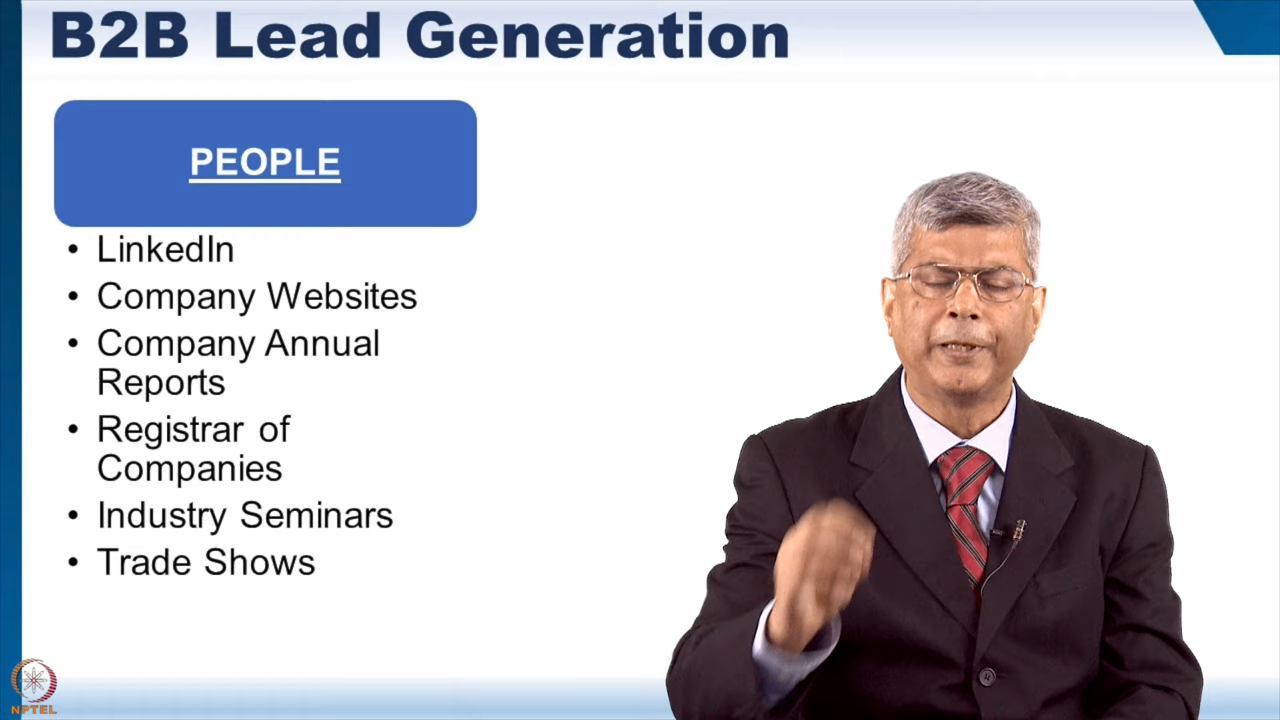 B2B Lead Generation
PEOPLE
• LinkedIn
• Company Websites
• Company Annual
Reports
• Registrar of
Companies
• Industry Seminars
• Trade Shows
NPTEL